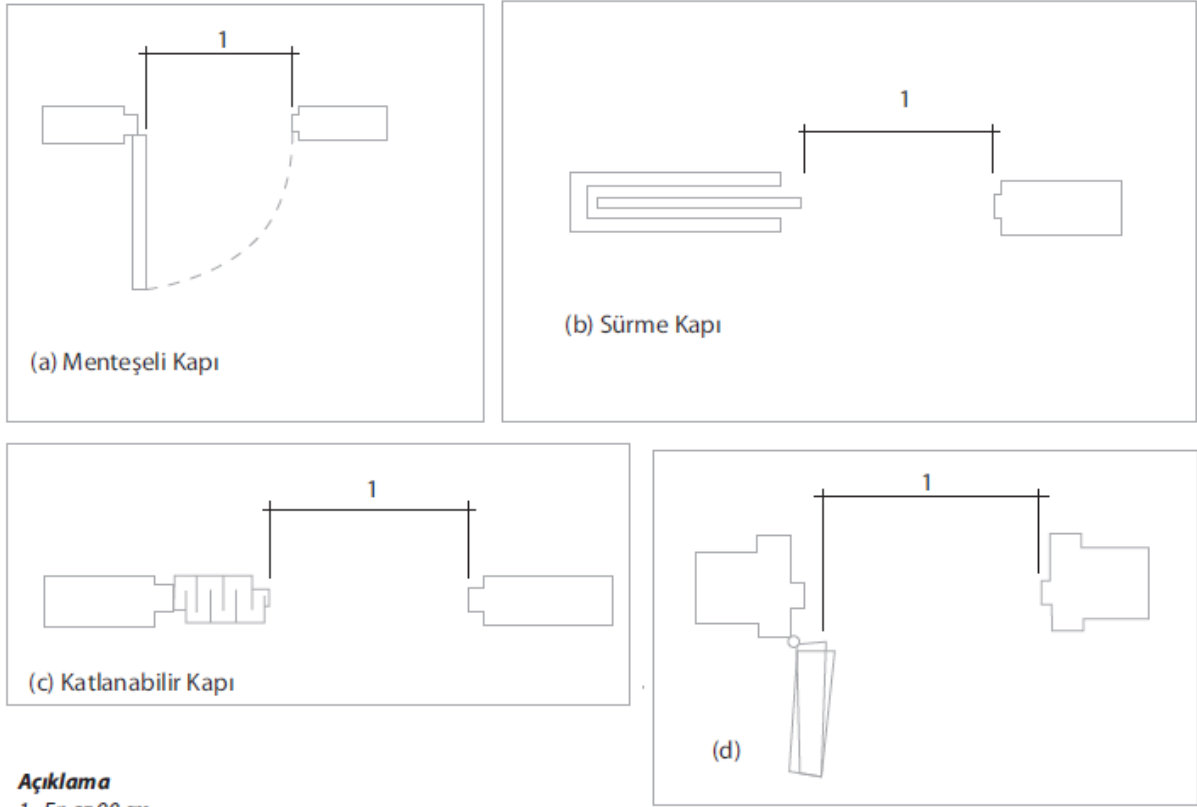 1
1
(b) Sürme Kapı
(a) Menteşeli Kapı
1
1
(c) Katlanabilir Kapı
(d)
Açıklama